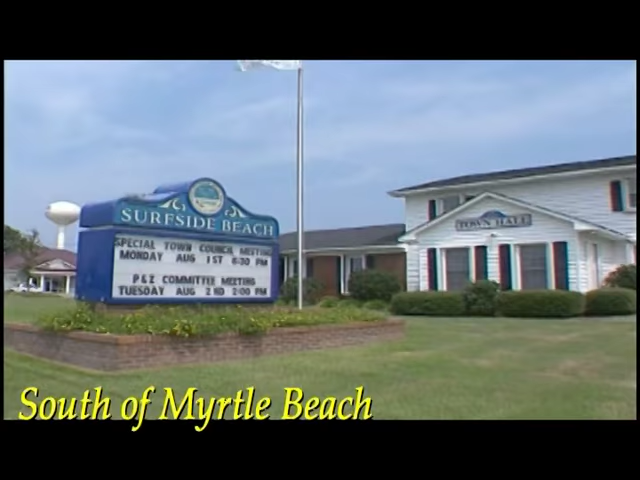 SURFSIDE BEACH
SPECIAL TOWN COUNCIL MEETING
MONDAY AUG 1ST 6:30 PM
P&Z COMMITTEE MEETING
TUESDAY AUG 2ND 2:00 PM
TOWN HALL
South of Myrtle Beach